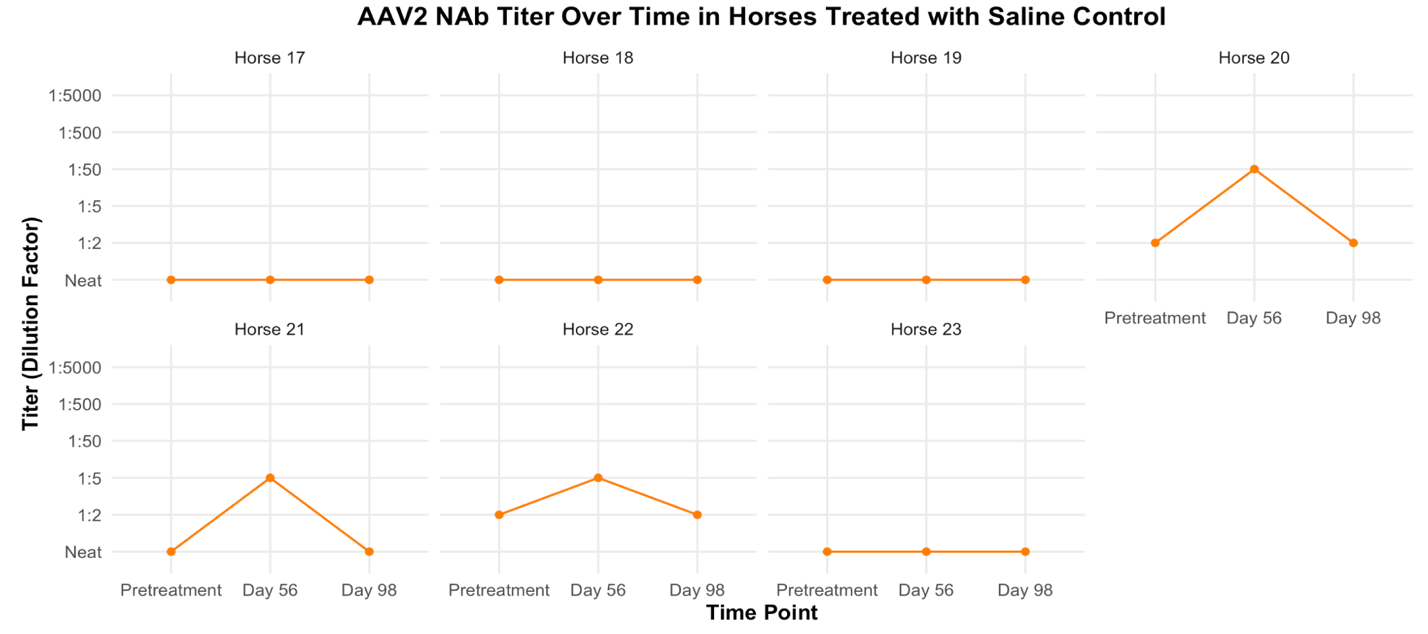 AAV2 NAb Titer Over Time in Horses Treated with Saline Control
Horse 17
Horse 18
Horse 19
Horse 20
1:5000
1:500
1:50
1:5
1:2
Neat
Pretreatment Day 56 Day 98
Horse 21
Horse 22
Horse 23
1:5000
1:500
1:50
1:5
1:2
Neat
Pretreatment Day 56 Day 98
Pretreatment Day 56 Day 98
Pretreatment Day 56 Day 98
Titer (Dilution Factor)
Time Point